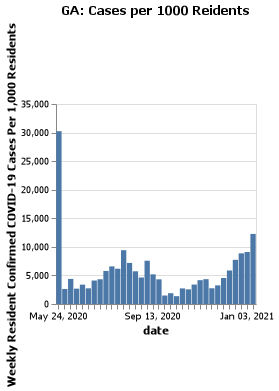 GA: Cases per 1000 Reidents
Weekly Resident Confirmed COVID-19 Cases Per 1,000 Residents
35,000
30,000
25,000
20,000
15,000
10,000
5,000
0
May 24, 2020 Sep 13, 2020 Jan 03, 2021
date